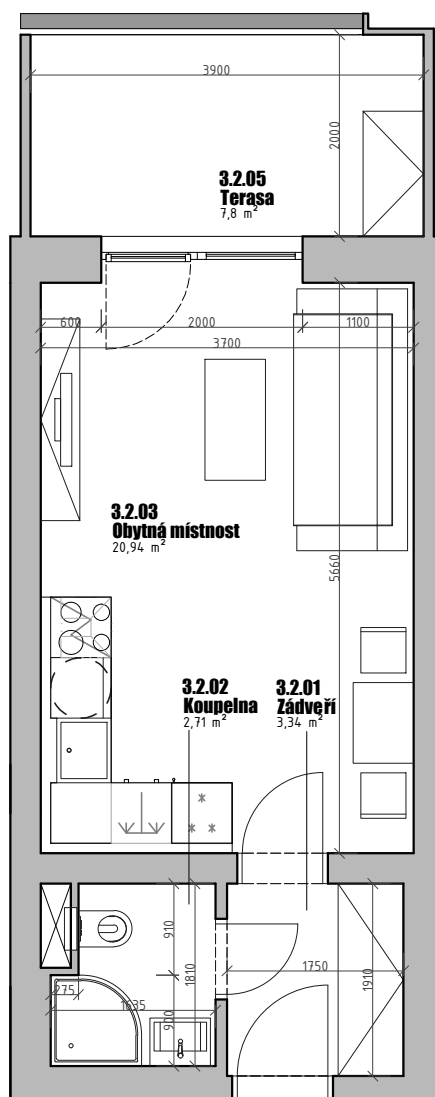 3900
2000
3.2.05
Terasa
7,8 m²
600
2000
1100
3700
3.2.03
Obytná místnost
20,94 m²
5660
3.2.02
Koupelna
2,71 m²
3.2.01
Zádveří
3,34 m²
910
1810
1750
1910
275
1635
900